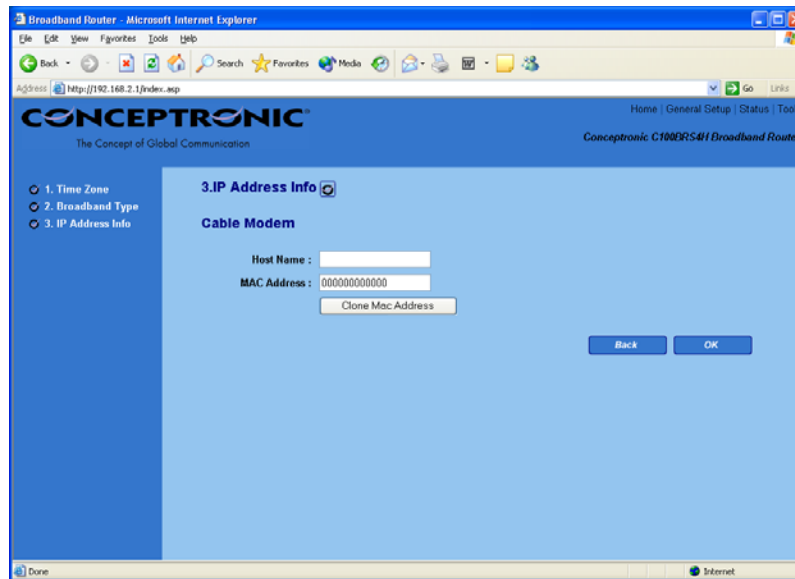 Broadband Router - Microsoft Internet Explorer
File Edit View Favorites Tools Help
Back Search Favorites Media
Address http://192.168.2.1/index.asp Go Links
CONCEPTRONIC
The Concept of Global Communication
Home | General Setup | Status | Tool
Conceptronic C100BRS4H Broadband Route
1. Time Zone
2. Broadband Type
3. IP Address Info
3.IP Address Info
Cable Modem
Host Name :
MAC Address : 000000000000
Clone Mac Address
Back OK
Done Internet